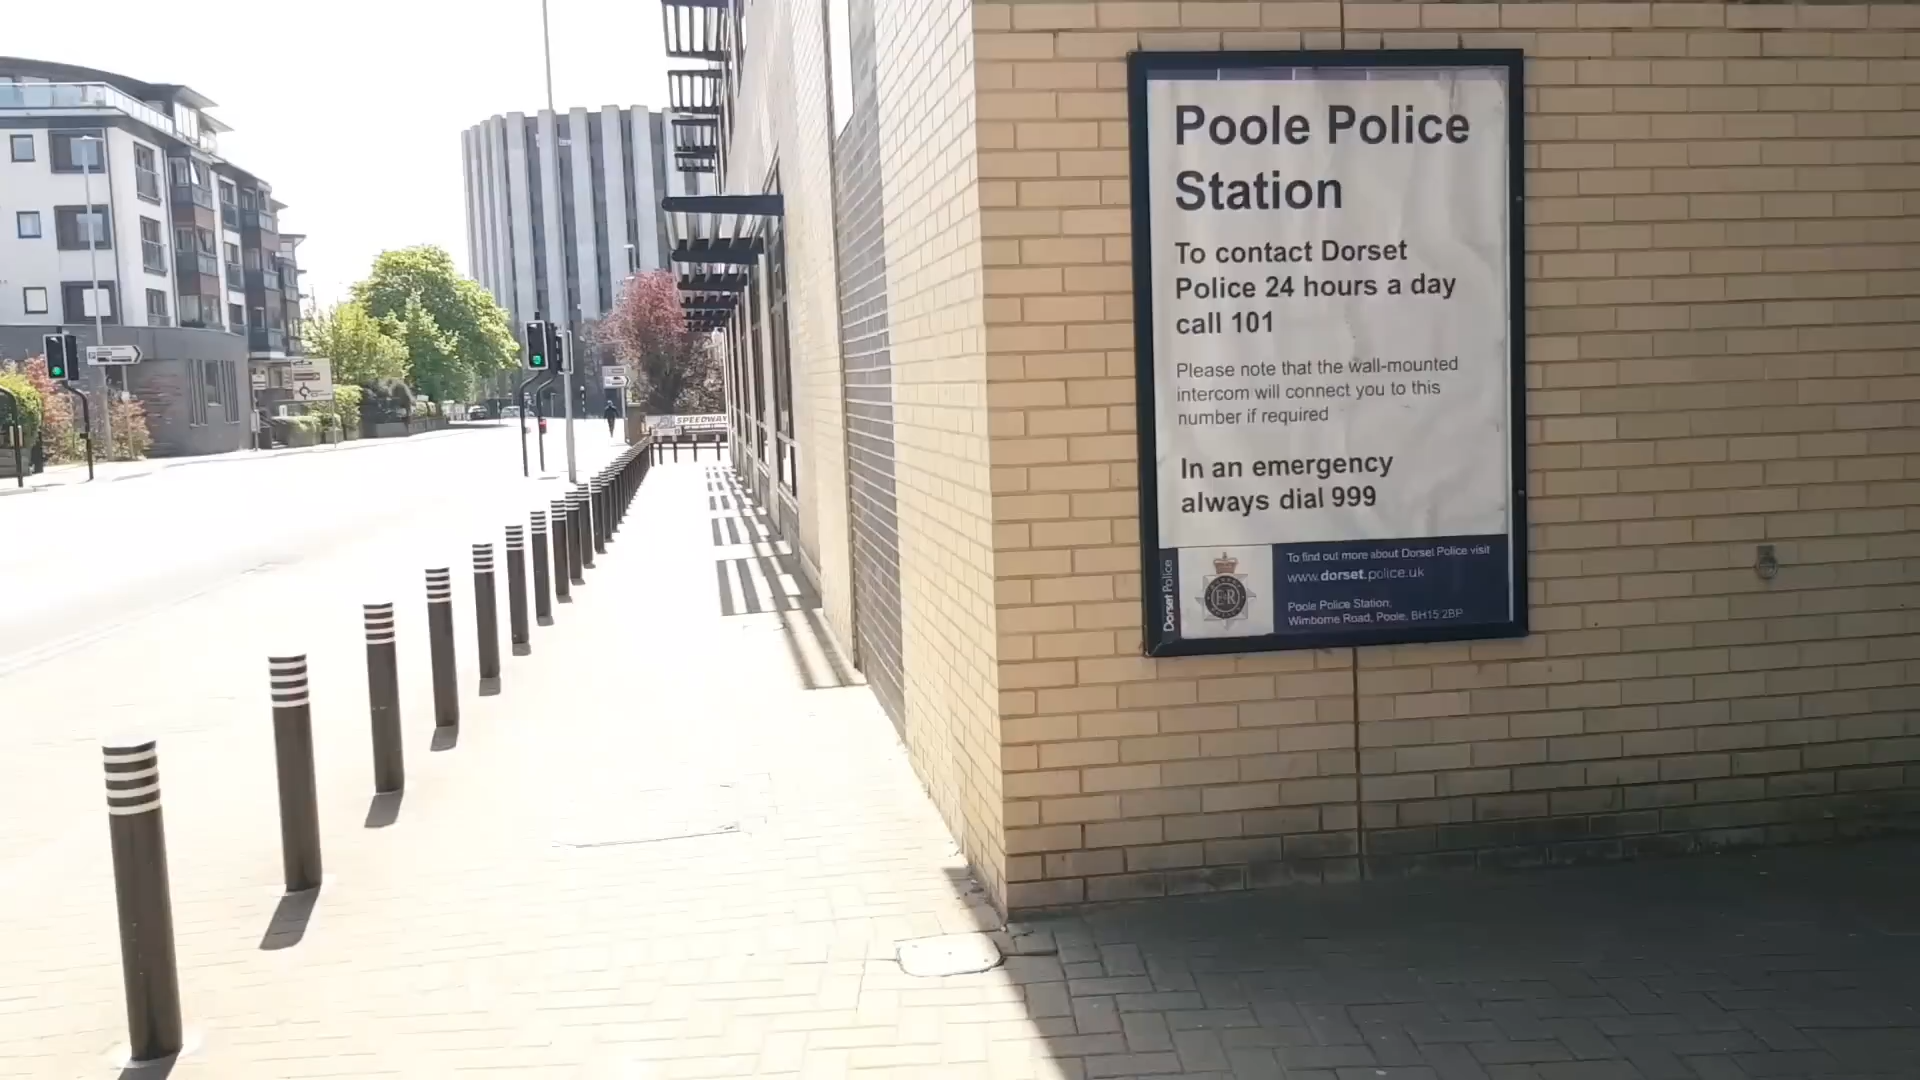 Poole Police
Station
To contact Dorset
Police 24 hours a day
call 101
Please note that the wall-mounted
intercom will connect you to this
number if required
In an emergency
always dial 999
Dorset Police
To find out more about Dorset Police visit
www.dorset.police.uk
Poole Police Station,
Wimborne Road, Poole, BH15 2BP
SPEEDWAY